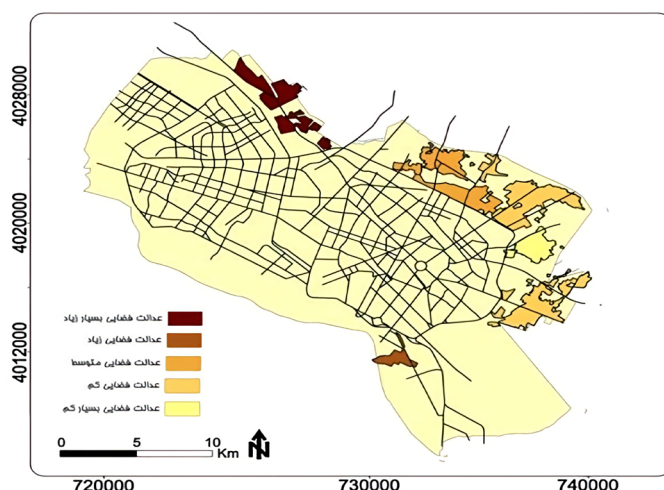 4028000
4020000
4012000
عدالت فضایی بسیار زیاد
عدالت فضایی زیاد
عدالت فضایی متوسط
عدالت فضایی کم
عدالت فضایی بسیار کم
0 5 10
Km
N
720000 730000 740000